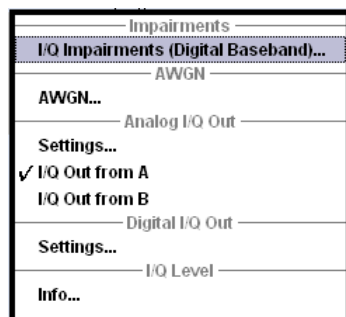 Impairments
I/Q Impairments (Digital Baseband)...
AWGN
AWGN...
Analog I/Q Out
Settings...
✓ I/Q Out from A
I/Q Out from B
Digital I/Q Out
Settings...
I/Q Level
Info...